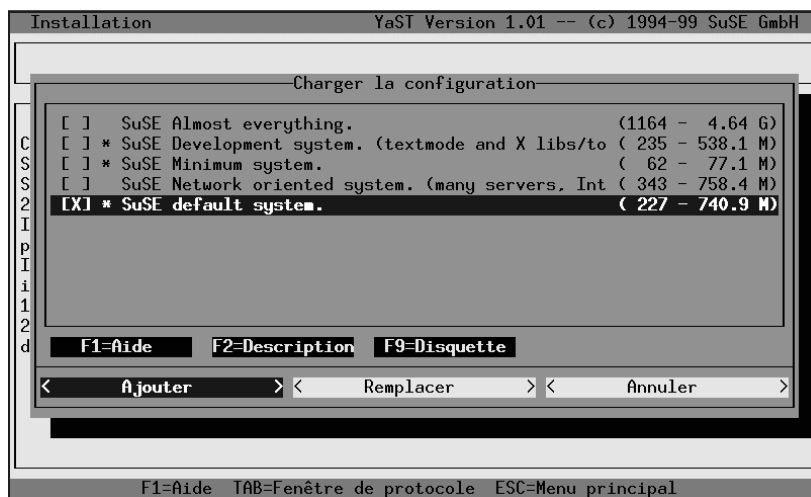 Installation YaST Version 1.01 -- (c) 1994-99 SuSE GmbH
Charger la configuration
[ ] SuSE Almost everything. (1164 - 4.64 G)
[ ] * SuSE Development system. (textmode and X libs/to ( 235 - 538.1 M)
[ ] * SuSE Minimum system. ( 62 - 77.1 M)
[ ] SuSE Network oriented system. (many servers, Int ( 343 - 758.4 M)
[X] * SuSE default system. ( 227 - 740.9 M)
C
S
S
2
I
p
I
i
1
2
d
F1=Aide F2=Description F9=Disquette
< Ajouter > < Remplacer > < Annuler >
F1=Aide TAB=Fenêtre de protocole ESC=Menu principal